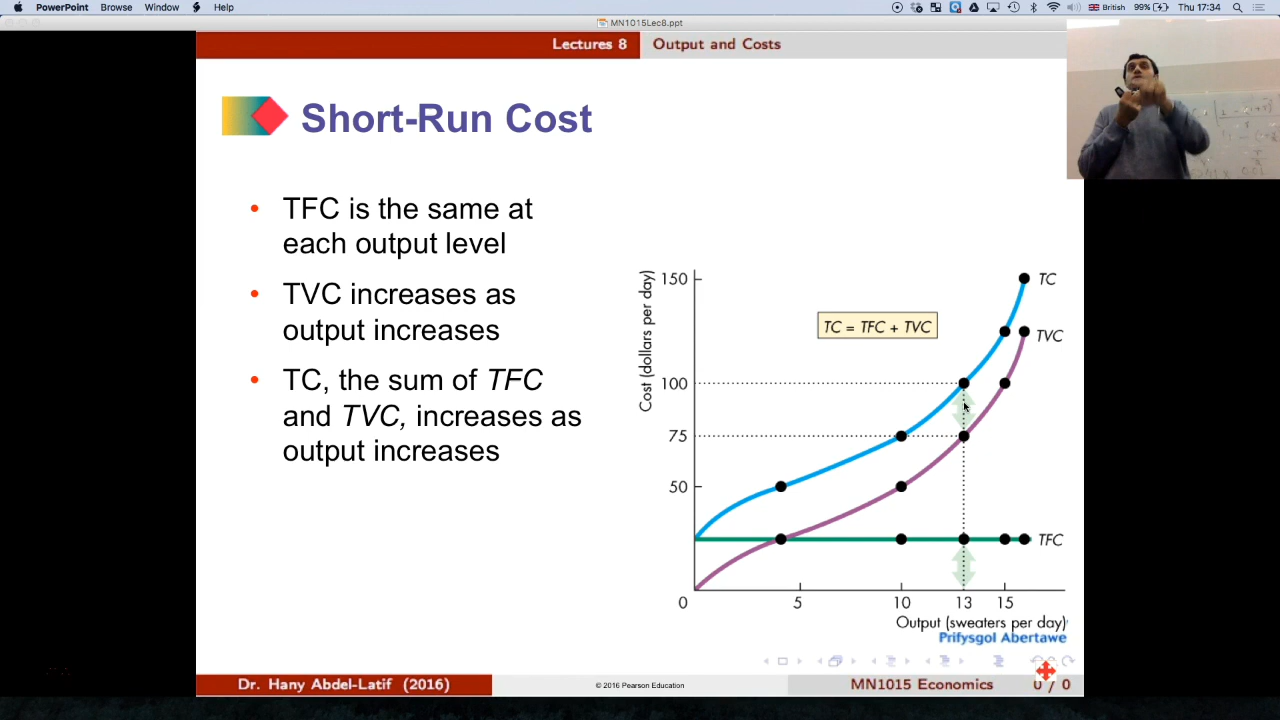 PowerPoint Browse Window Help
British 99% Thu 17:34
MN1015Lec8.ppt
Lectures 8 Output and Costs
Short-Run Cost
• TFC is the same at
each output level
• TVC increases as
output increases
• TC, the sum of TFC
and TVC, increases as
output increases
Cost (dollars per day)
150
100
75
50
0
5
10
13
15
TC = TFC + TVC
TC
TVC
TFC
Output (sweaters per day)
Prifysgol Abertawe
Dr. Hany Abdel-Latif (2016) © 2016 Pearson Education MN1015 Economics 0 / 0